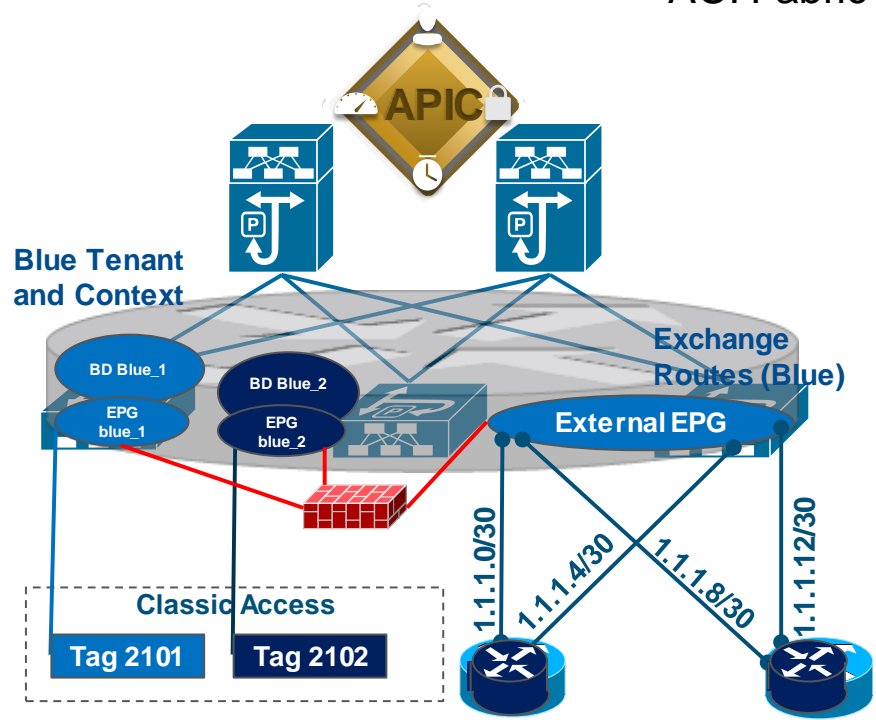 ACI Fabric
APIC
P
P
Blue Tenant
and Context
Exchange
Routes (Blue)
BD Blue_1
BD Blue_2
EPG
blue_1
EPG
blue_2
P
External EPG
1.1.1.0/30
1.1.1.4/30
1.1.1.8/30
1.1.1.12/30
Classic Access
Tag 2101
Tag 2102